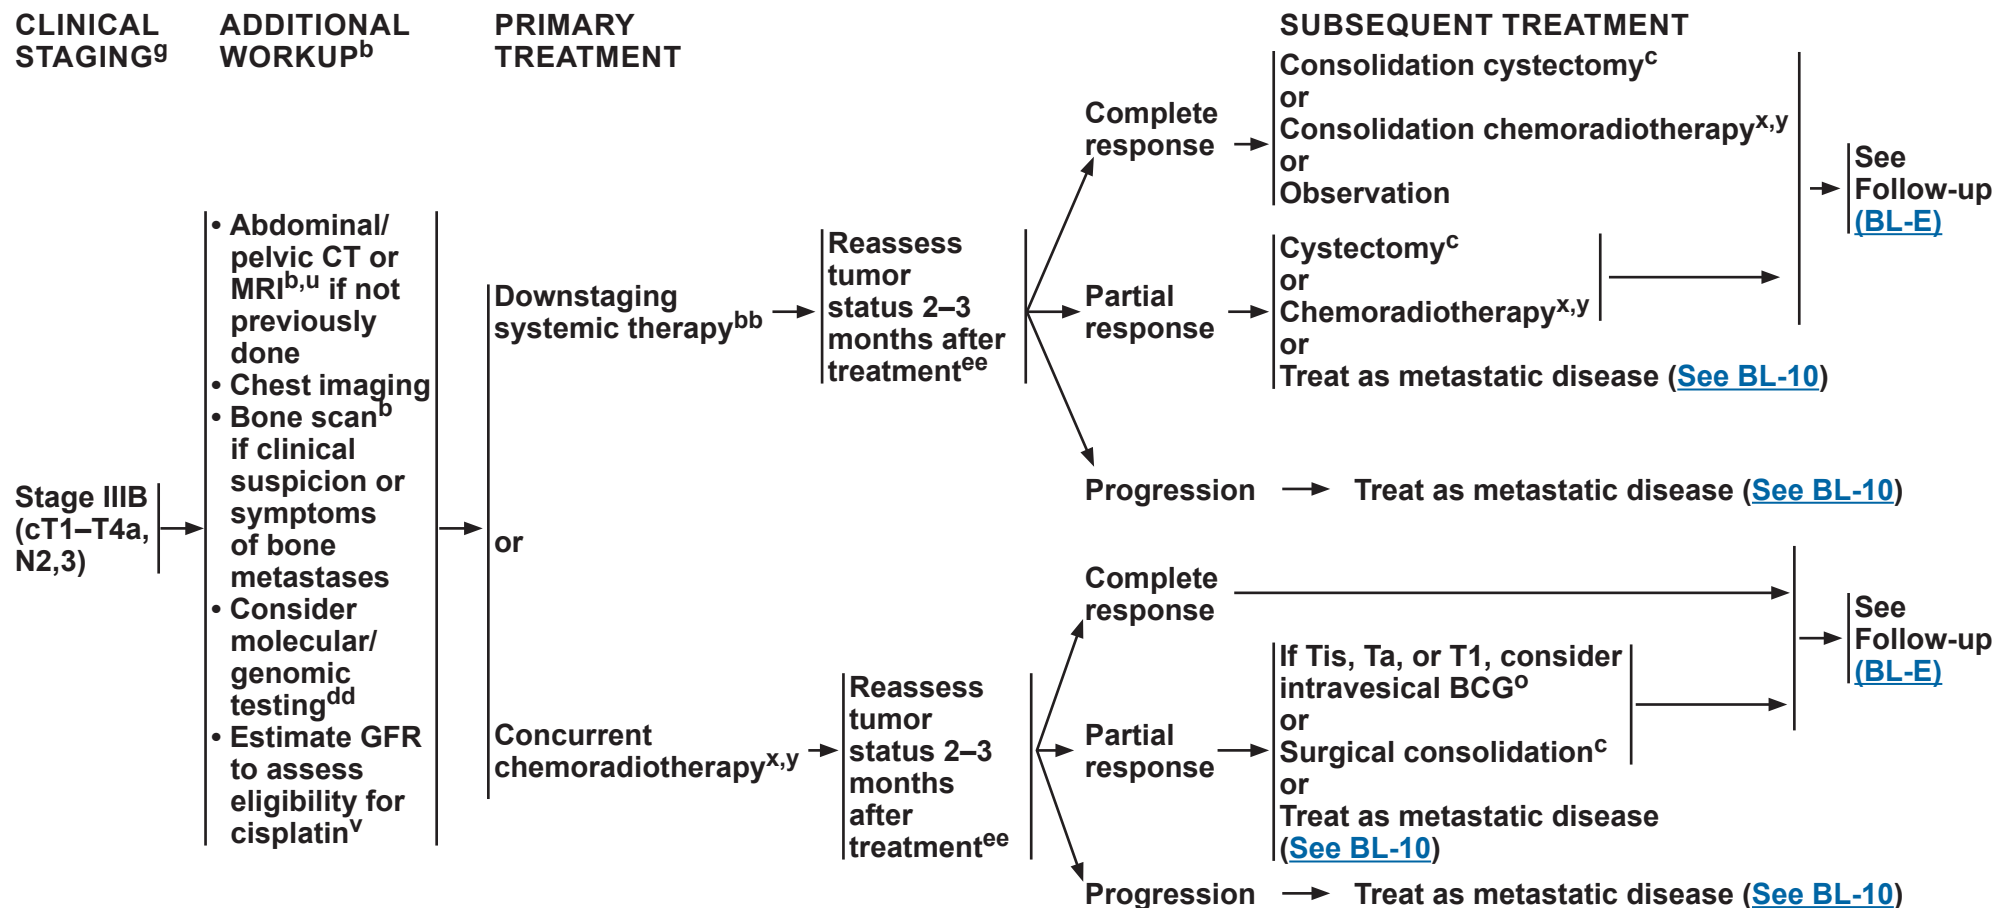 CLINICAL
STAGINGg
ADDITIONAL
WORKUPb
PRIMARY
TREATMENT
SUBSEQUENT TREATMENT
Stage IIIB
(cT1–T4a,
N2,3)
• Abdominal/
pelvic CT or
MRIb,u if not
previously
done
• Chest imaging
• Bone scanb
if clinical
suspicion or
symptoms
of bone
metastases
• Consider
molecular/
genomic
testingdd
• Estimate GFR
to assess
eligibility for
cisplatinv
Downstaging
systemic therapybb
or
Concurrent
chemoradiotherapyx,y
Reassess
tumor
status 2–3
months after
treatmentee
Complete
response
Consolidation cystectomyc
or
Consolidation chemoradiotherapyx,y
or
Observation
Partial
response
Cystectomyc
or
Chemoradiotherapyx,y
or
Treat as metastatic disease (See BL-10)
See
Follow-up
(BL-E)
Progression
Treat as metastatic disease (See BL-10)
Reassess
tumor
status 2–3
months
after
treatmentee
Complete
response
Partial
response
If Tis, Ta, or T1, consider
intravesical BCGo
or
Surgical consolidationc
or
Treat as metastatic disease
(See BL-10)
See
Follow-up
(BL-E)
Progression
Treat as metastatic disease (See BL-10)